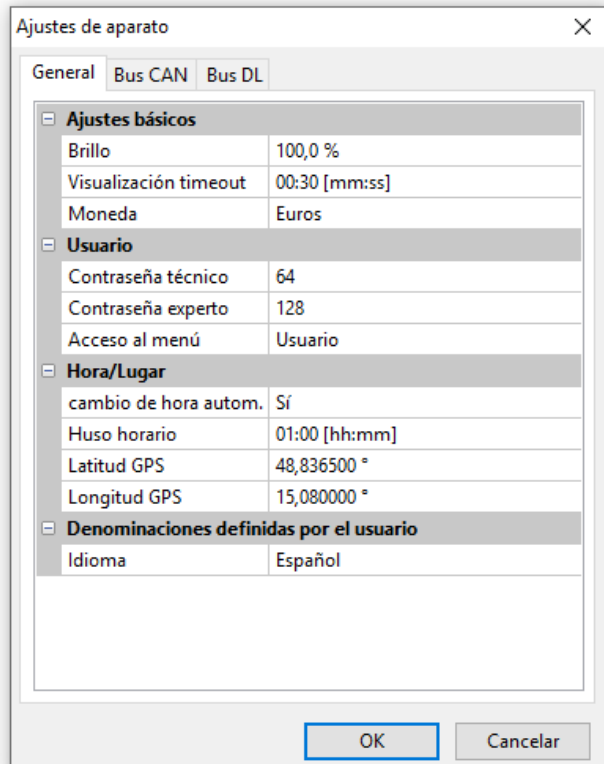 Ajustes de aparato
General Bus CAN Bus DL
Ajustes básicos
Brillo 100,0 %
Visualización timeout 00:30 [mm:ss]
Moneda Euros
Usuario
Contraseña técnico 64
Contraseña experto 128
Acceso al menú Usuario
Hora/Lugar
cambio de hora autom. Sí
Huso horario 01:00 [hh:mm]
Latitud GPS 48,836500 °
Longitud GPS 15,080000 °
Denominaciones definidas por el usuario
Idioma Español
OK Cancelar